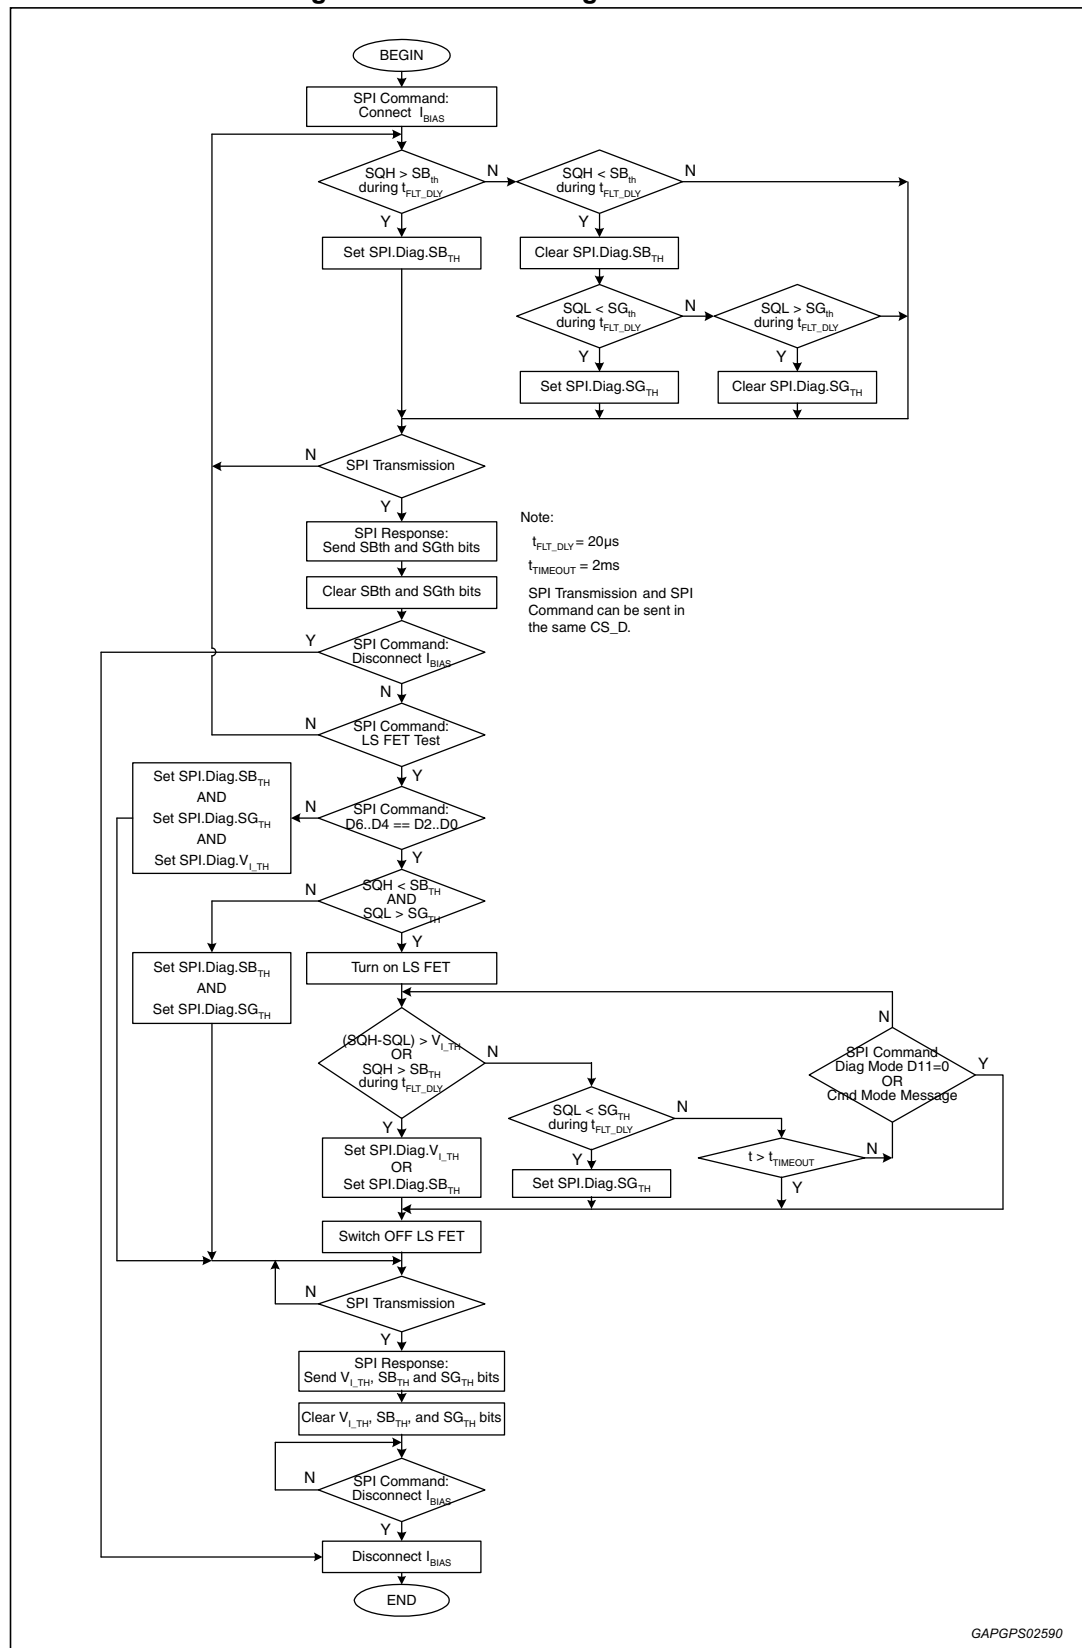 BEGIN
SPI Command:
Connect I_BIAS
SQH > SB_th
during t_FLT_DLY
N
SQH < SB_th
during t_FLT_DLY
N
Y
Y
Set SPI.Diag.SB_TH
Clear SPI.Diag.SB_TH
SQL < SG_th
during t_FLT_DLY
N
SQL > SG_th
during t_FLT_DLY
Y
Y
Set SPI.Diag.SG_TH
Clear SPI.Diag.SG_TH
N
SPI Transmission
Y
SPI Response:
Send SBth and SGth bits
Clear SBth and SGth bits
Note:
t_FLT_DLY = 20µs
t_TIMEOUT = 2ms
SPI Transmission and SPI
Command can be sent in
the same CS_D.
Y
SPI Command:
Disconnect I_BIAS
N
N
SPI Command:
LS FET Test
Y
Set SPI.Diag.SB_TH
AND
Set SPI.Diag.SG_TH
AND
Set SPI.Diag.V_I_TH
N
SPI Command:
D6..D4 == D2..D0
Y
N
SQH < SB_TH
AND
SQL > SG_TH
Y
Set SPI.Diag.SB_TH
AND
Set SPI.Diag.SG_TH
Turn on LS FET
(SQH-SQL) > V_I_TH
OR
SQH > SB_TH
during t_FLT_DLY
N
N
SPI Command
Diag Mode D11=0
OR
Cmd Mode Message
Y
SQL < SG_TH
during t_FLT_DLY
N
Y
Y
t > t_TIMEOUT
N
Y
Set SPI.Diag.V_I_TH
OR
Set SPI.Diag.SB_TH
Set SPI.Diag.SG_TH
Switch OFF LS FET
N
SPI Transmission
Y
SPI Response:
Send V_I_TH, SB_TH and SG_TH bits
Clear V_I_TH, SB_TH, and SG_TH bits
N
SPI Command:
Disconnect I_BIAS
Y
Disconnect I_BIAS
END
GAPGPS02590